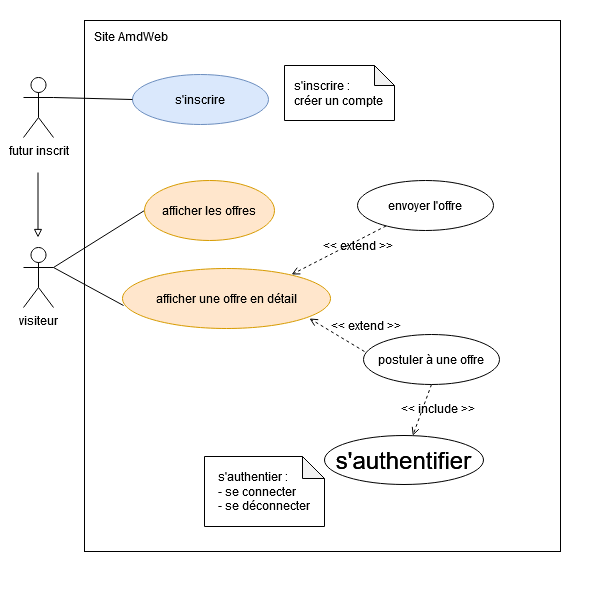 Site AmdWeb
s'inscrire
s'inscrire :
créer un compte
futur inscrit
afficher les offres
envoyer l'offre
<< extend >>
afficher une offre en détail
visiteur
<< extend >>
postuler à une offre
<< include >>
s'authentifier
s'authentier :
- se connecter
- se déconnecter